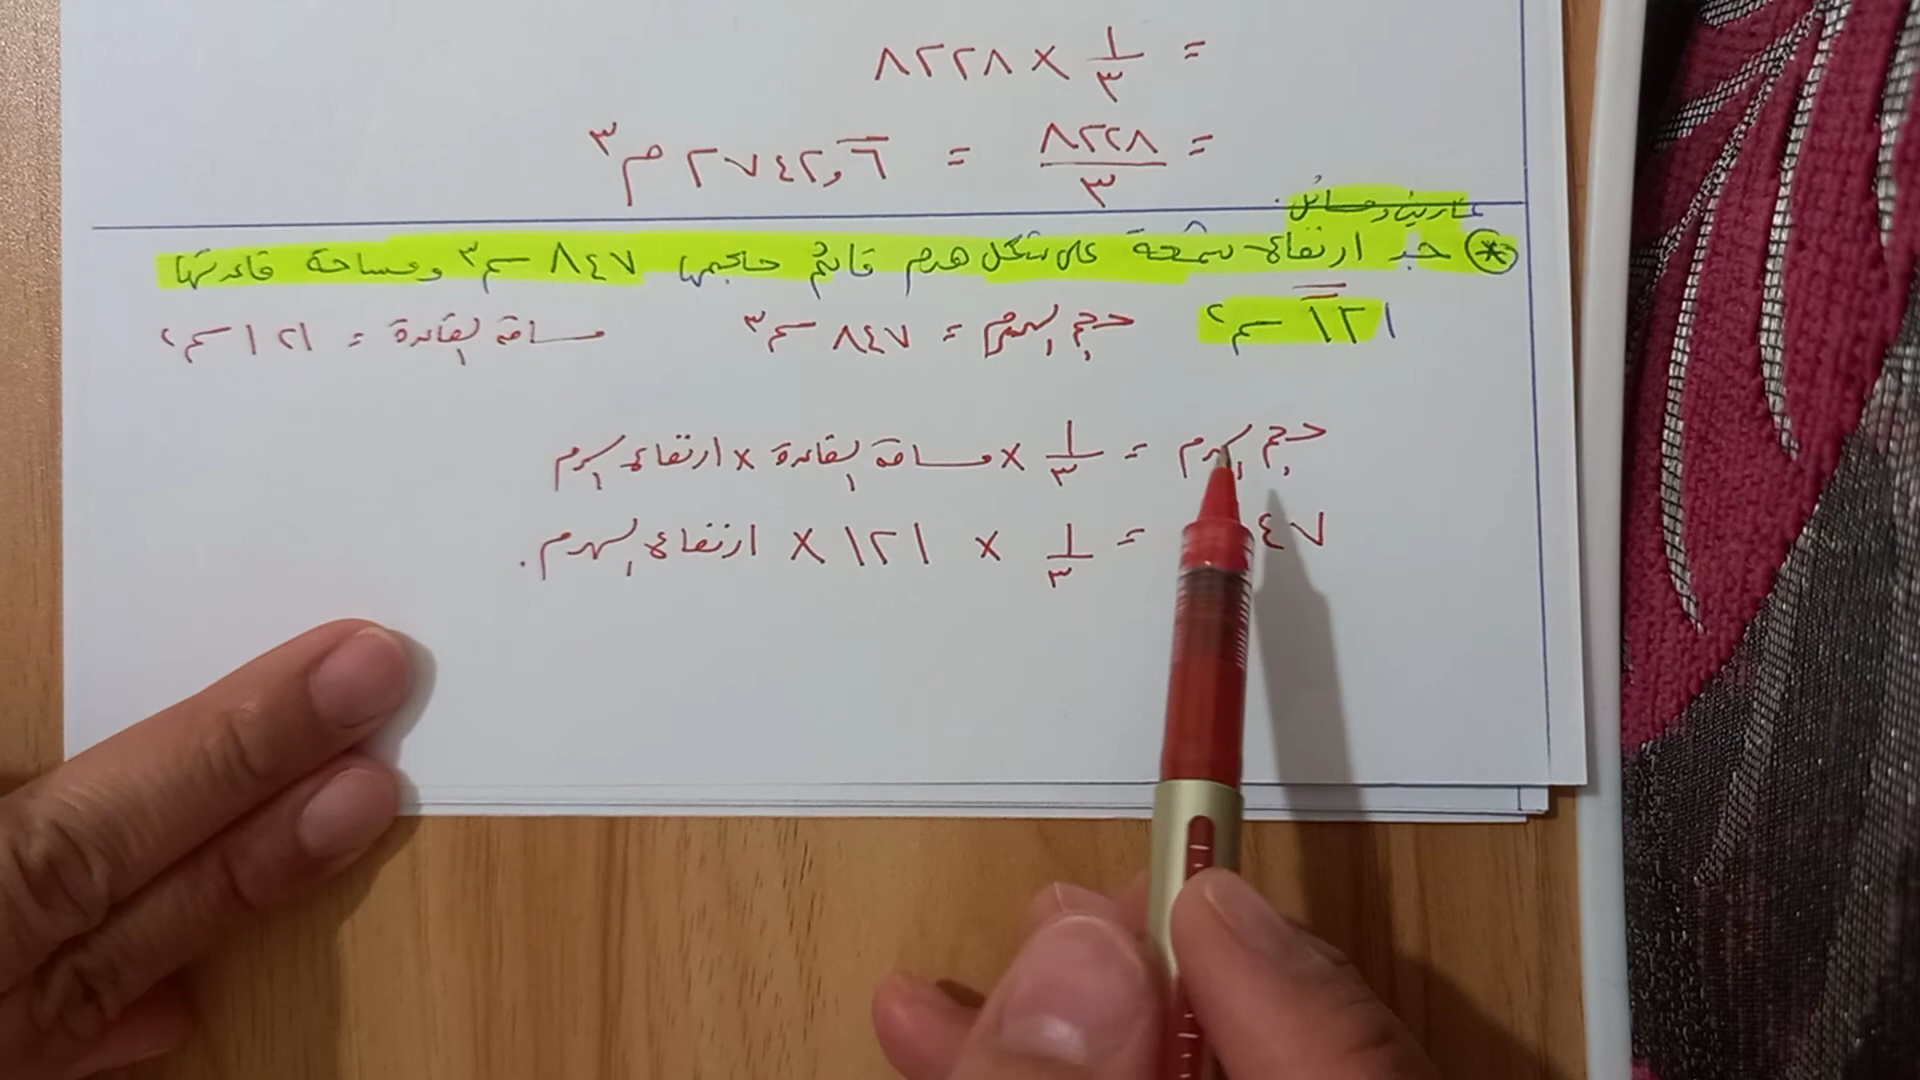 = ١/٣ × ٨٢٢٨
= ٨٢٢٨/٣ = ٢٧٤٢,٦̅ م٣
تمارين ومسائل.
* جد ارتفاع شمعة على شكل هرم قائم حجمها ٨٤٧ سم٣ ومساحة قاعدتها
١٢١ سم٢ حجم الهرم = ٨٤٧ سم٣ مساحة القاعدة = ١٢١ سم٢
حجم الهرم = ١/٣ × مساحة القاعدة × ارتفاع الهرم
٤٧ = ١/٣ × ١٢١ × ارتفاع الهرم.